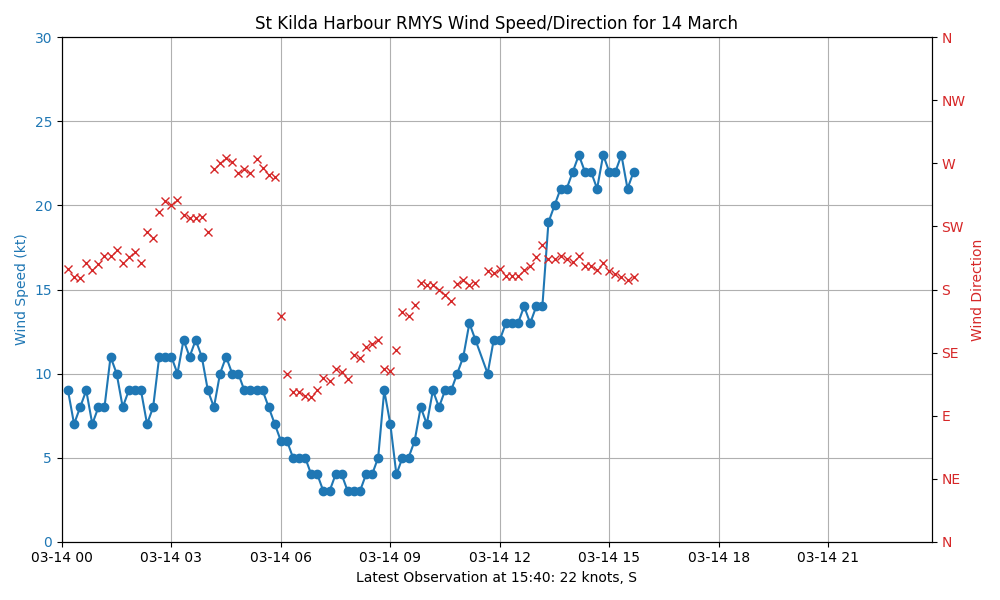 St Kilda Harbour RMYS Wind Speed/Direction for 14 March
30
25
20
15
10
5
0
Wind Speed (kt)
N
NW
W
SW
S
SE
E
NE
N
Wind Direction
03-14 00
03-14 03
03-14 06
03-14 09
03-14 12
03-14 15
03-14 18
03-14 21
Latest Observation at 15:40: 22 knots, S